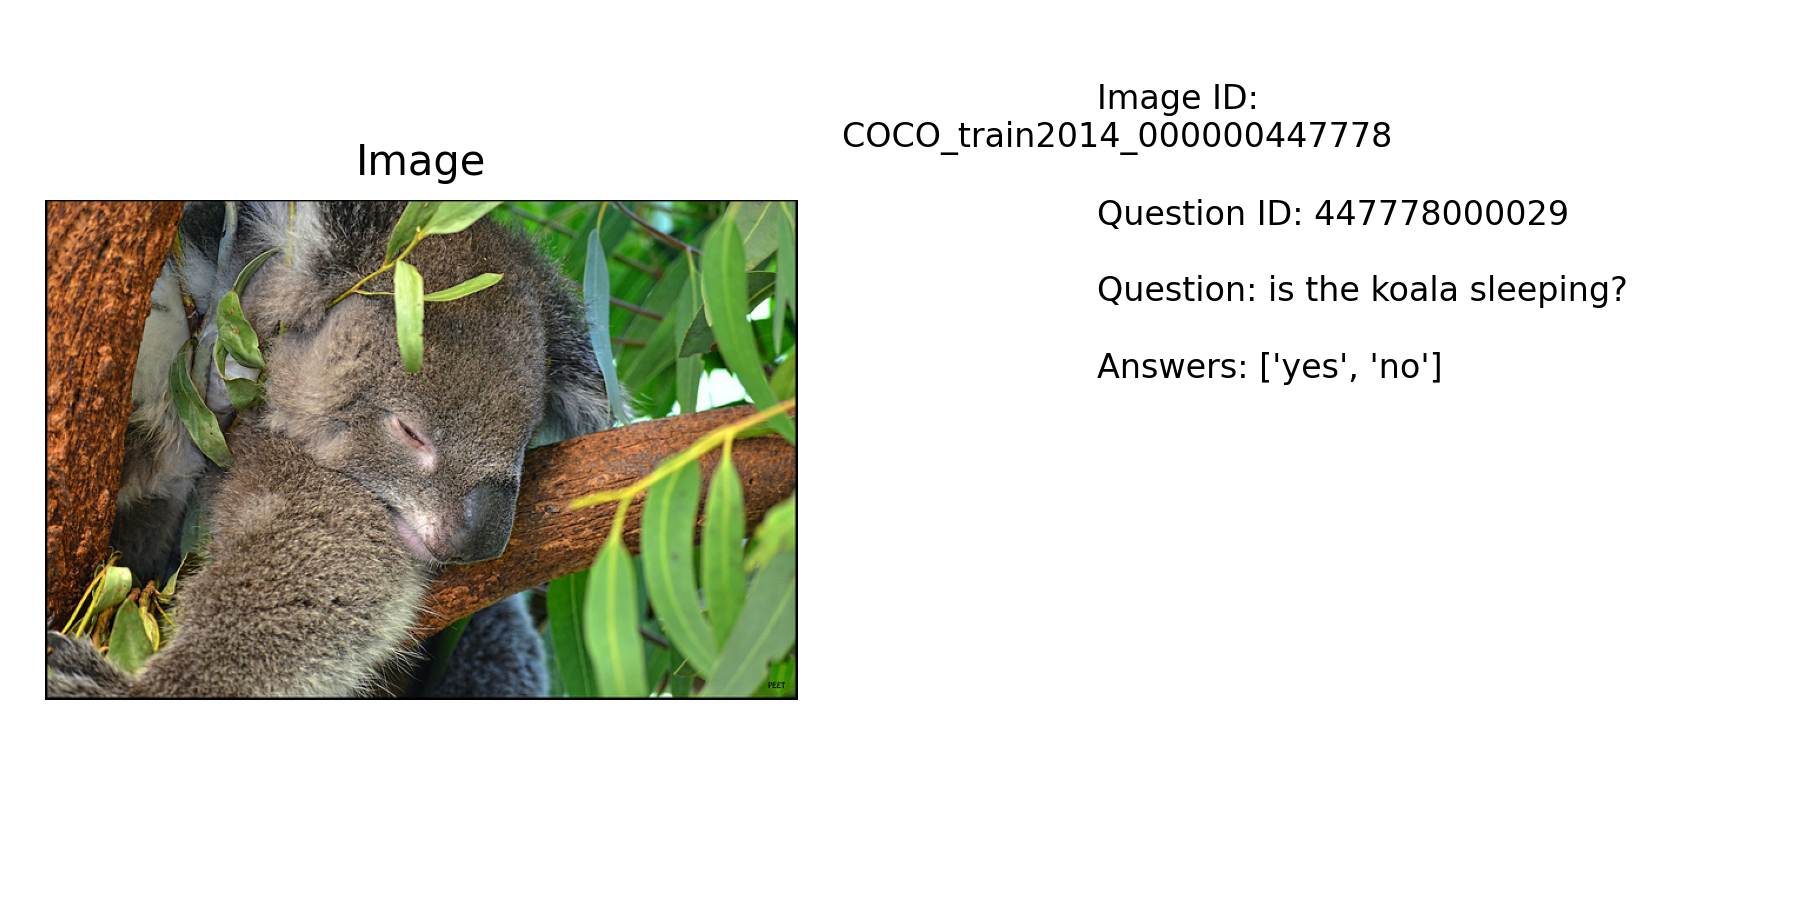 Image
Image ID:
COCO_train2014_000000447778
Question ID: 447778000029
Question: is the koala sleeping?
Answers: ['yes', 'no']
PEET